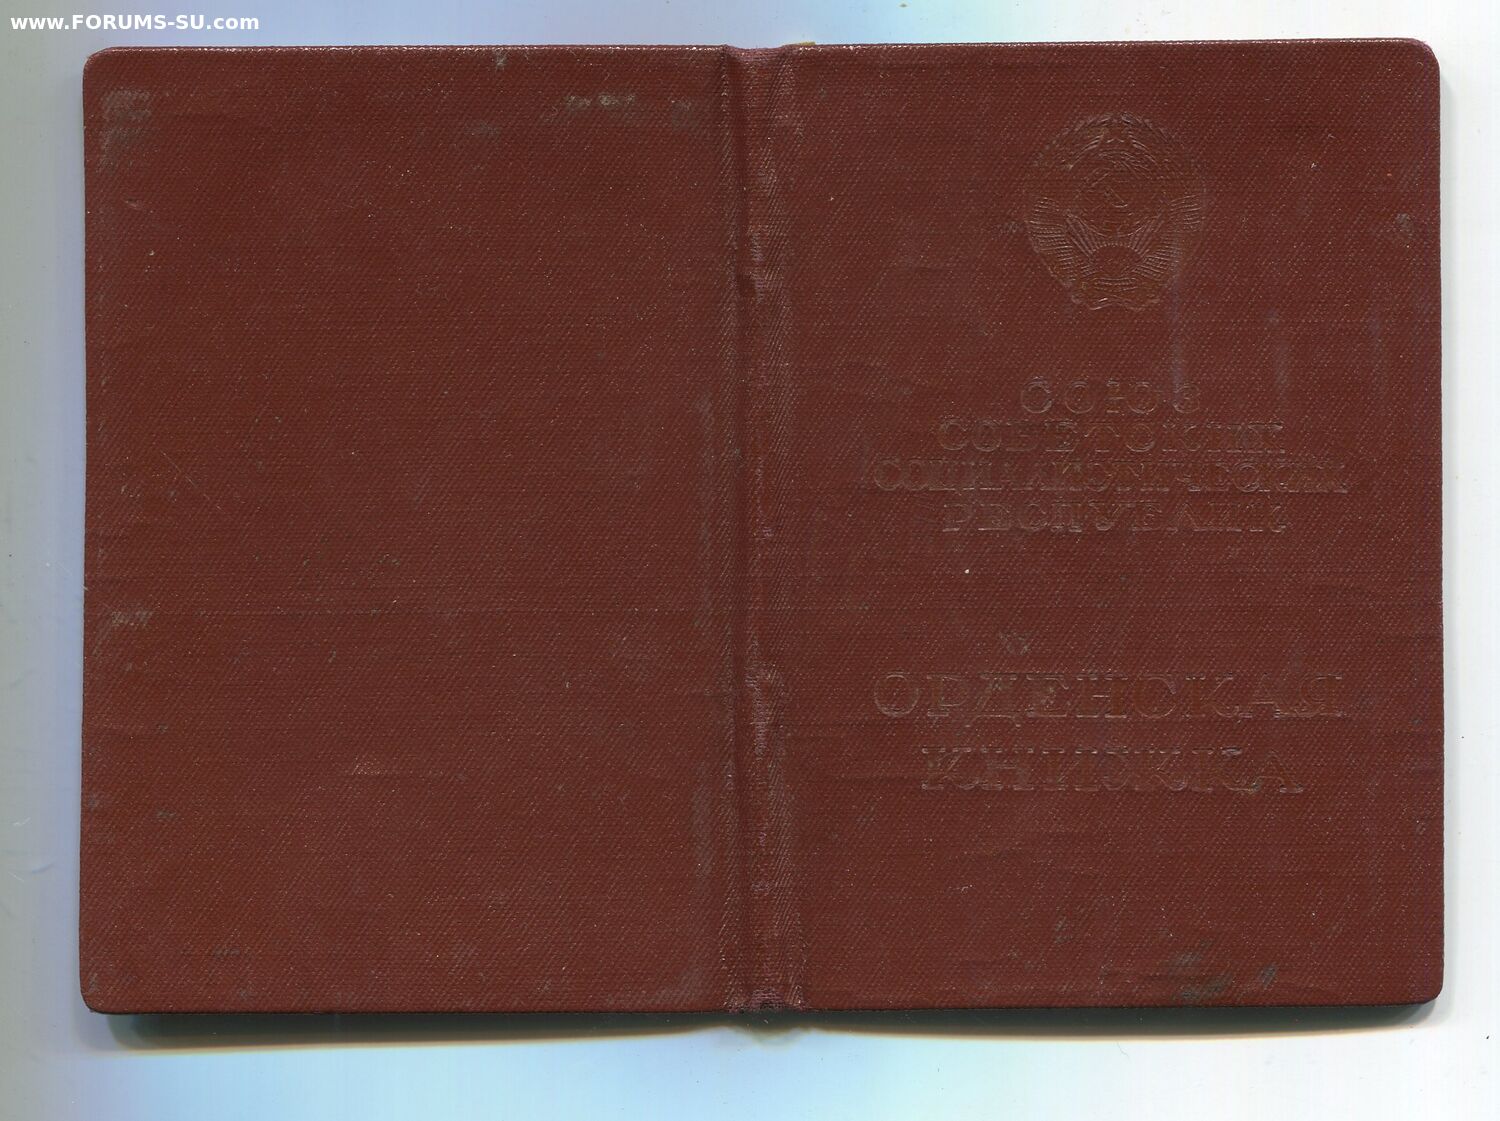 www.FORUMS-SU.com
СОЮЗ
СОВЕТСКИХ
СОЦИАЛИСТИЧЕСКИХ
РЕСПУБЛИК
ОРДЕНСКАЯ
КНИЖКА